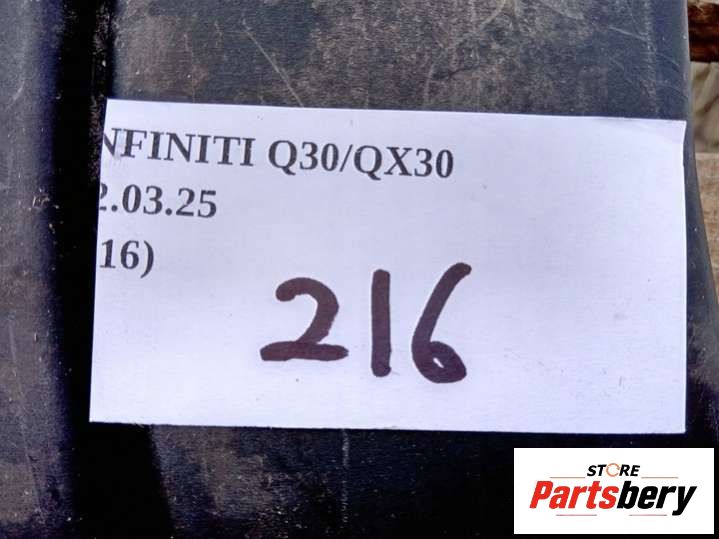 NFINITI Q30/QX30
2.03.25
16)
216
STORE
Partsbery